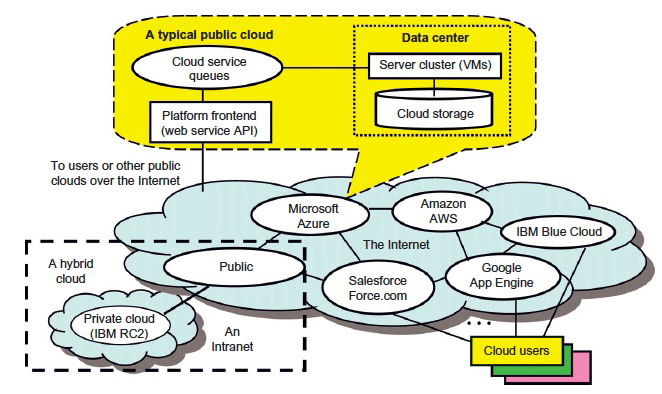 A typical public cloud
Data center
Cloud service
queues
Server cluster (VMs)
Platform frontend
(web service API)
Cloud storage
To users or other public
clouds over the Internet
Microsoft
Azure
Amazon
AWS
IBM Blue Cloud
The Internet
A hybrid
cloud
Public
Salesforce
Force.com
Google
App Engine
Private cloud
(IBM RC2)
An
Intranet
...
Cloud users